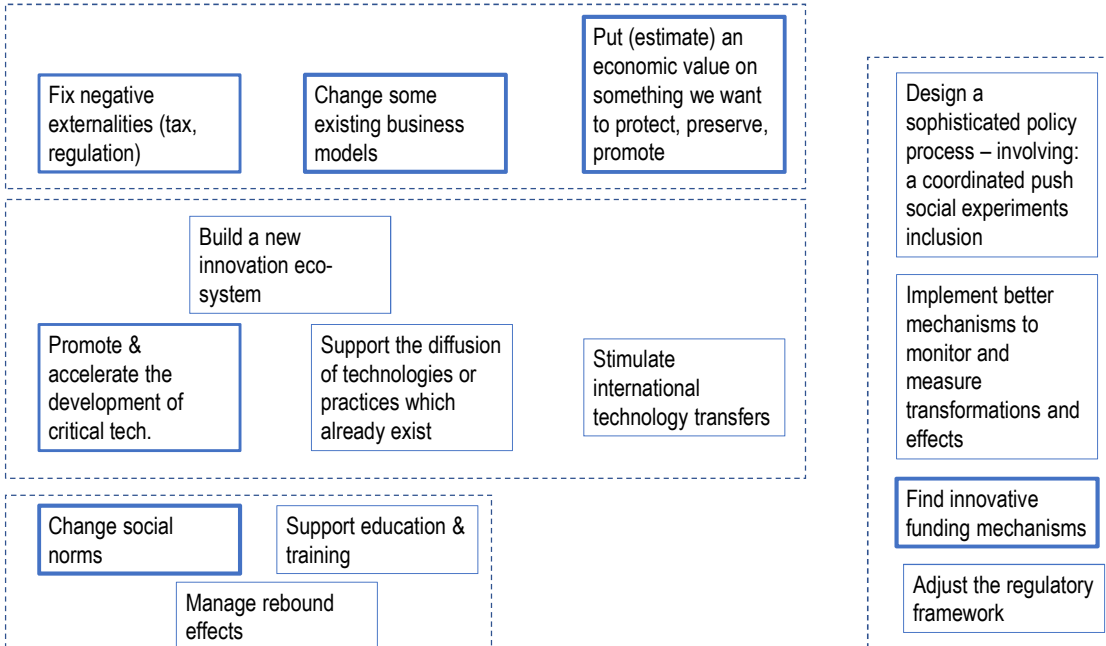 Fix negative
externalities (tax,
regulation)
Change some
existing business
models
Put (estimate) an
economic value on
something we want
to protect, preserve,
promote
Build a new
innovation eco-
system
Promote &
accelerate the
development of
critical tech.
Support the diffusion
of technologies or
practices which
already exist
Stimulate
international
technology transfers
Change social
norms
Support education &
training
Manage rebound
effects
Design a
sophisticated policy
process – involving:
a coordinated push
social experiments
inclusion
Implement better
mechanisms to
monitor and
measure
transformations and
effects
Find innovative
funding mechanisms
Adjust the regulatory
framework